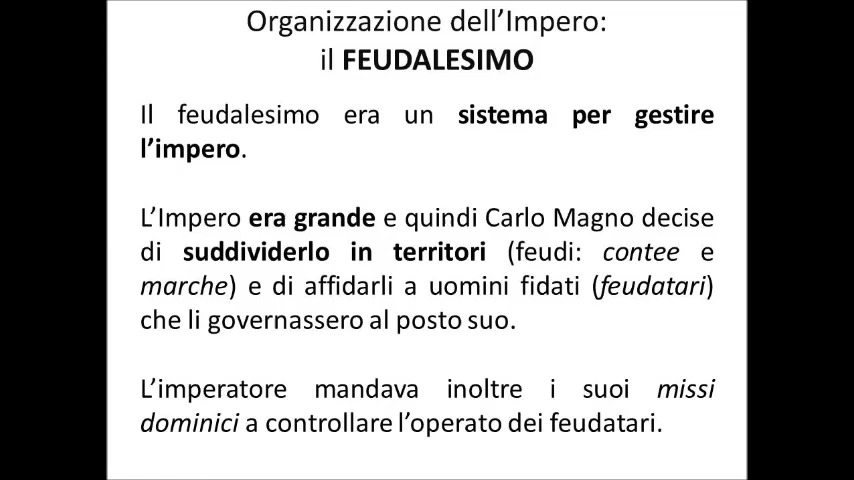 Organizzazione dell’Impero:
il FEUDALESIMO
Il feudalesimo era un sistema per gestire
l’impero.
L’Impero era grande e quindi Carlo Magno decise
di suddividerlo in territori (feudi: contee e
marche) e di affidarli a uomini fidati (feudatari)
che li governassero al posto suo.
L’imperatore mandava inoltre i suoi missi
dominici a controllare l’operato dei feudatari.